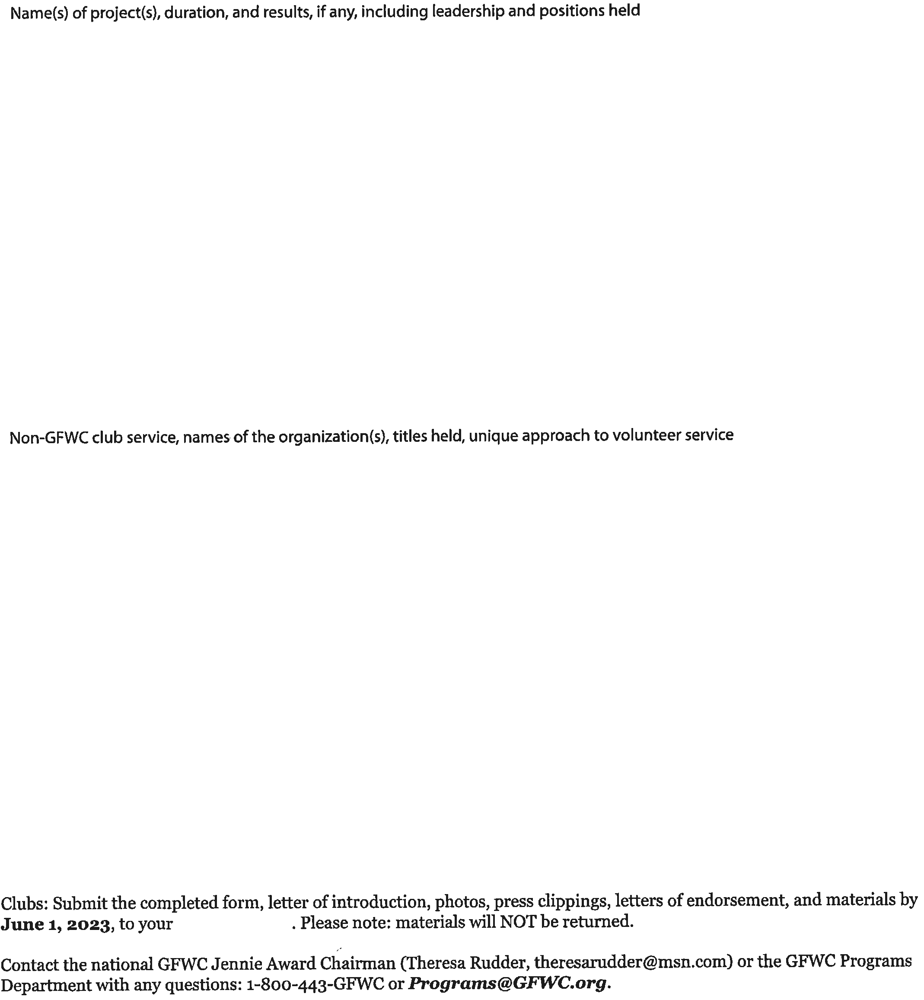 Name(s) of project(s), duration, and results, if any, including leadership and positions held
Non-GFWC club service, names of the organization(s), titles held, unique approach to volunteer service
Clubs: Submit the completed form, letter of introduction, photos, press clippings, letters of endorsement, and materials by
June 1, 2023, to your . Please note: materials will NOT be returned.
Contact the national GFWC Jennie Award Chairman (Theresa Rudder, theresarudder@msn.com) or the GFWC Programs
Department with any questions: 1-800-443-GFWC or Programs@GFWC.org.